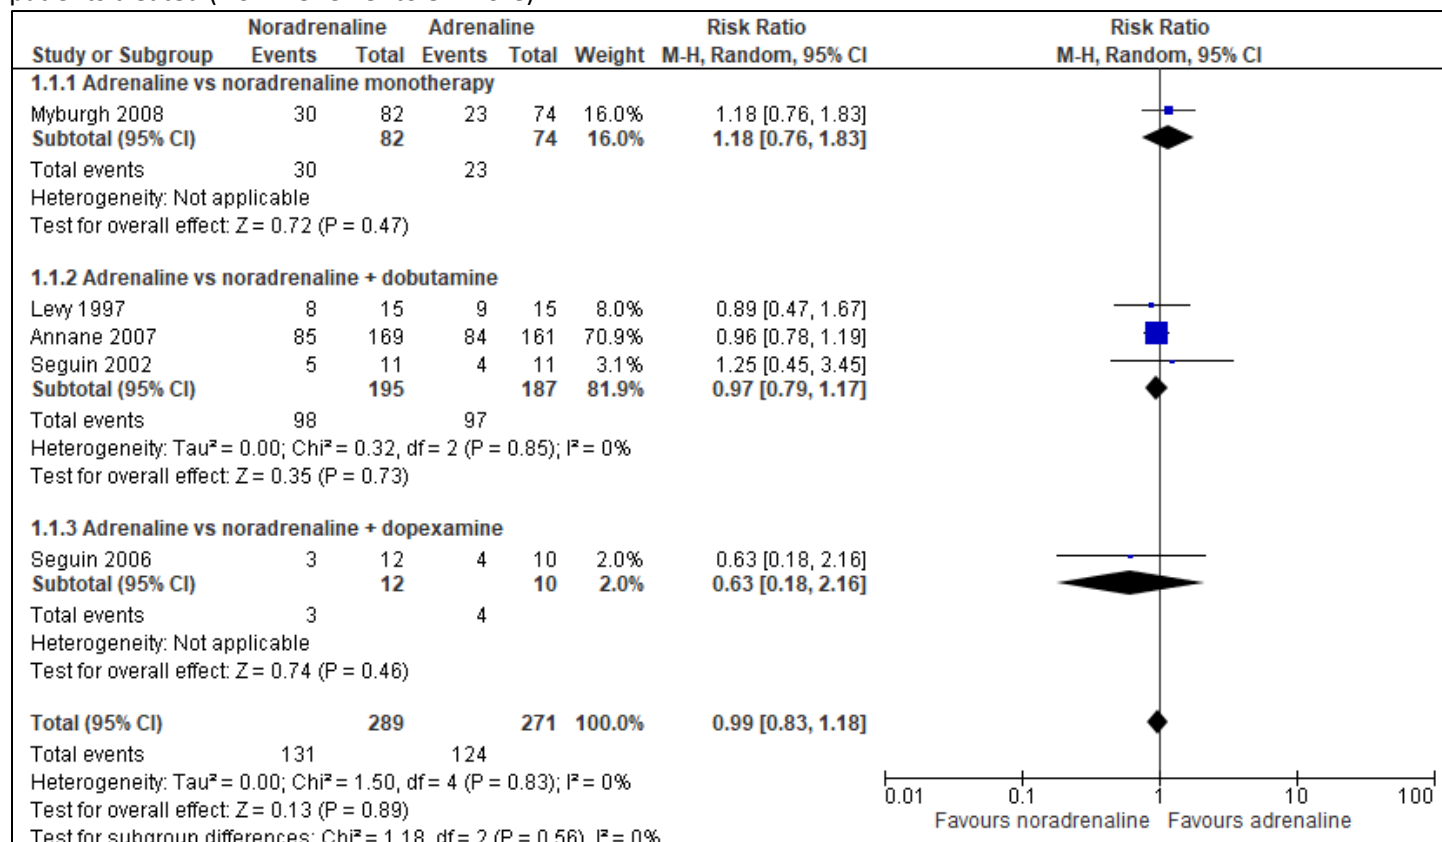 Noradrenaline Adrenaline Risk Ratio Risk Ratio
Study or Subgroup Events Total Events Total Weight M-H, Random, 95% CI M-H, Random, 95% CI
1.1.1 Adrenaline vs noradrenaline monotherapy
Myburgh 2008 30 82 23 74 16.0% 1.18 [0.76, 1.83]
Subtotal (95% CI) 82 74 16.0% 1.18 [0.76, 1.83]
Total events 30 23
Heterogeneity: Not applicable
Test for overall effect: Z = 0.72 (P = 0.47)
1.1.2 Adrenaline vs noradrenaline + dobutamine
Levy 1997 8 15 9 15 8.0% 0.89 [0.47, 1.67]
Annane 2007 85 169 84 161 70.9% 0.96 [0.78, 1.19]
Seguin 2002 5 11 4 11 3.1% 1.25 [0.45, 3.45]
Subtotal (95% CI) 195 187 81.9% 0.97 [0.79, 1.17]
Total events 98 97
Heterogeneity: Tau² = 0.00; Chi² = 0.32, df = 2 (P = 0.85); I² = 0%
Test for overall effect: Z = 0.35 (P = 0.73)
1.1.3 Adrenaline vs noradrenaline + dopexamine
Seguin 2006 3 12 4 10 2.0% 0.63 [0.18, 2.16]
Subtotal (95% CI) 12 10 2.0% 0.63 [0.18, 2.16]
Total events 3 4
Heterogeneity: Not applicable
Test for overall effect: Z = 0.74 (P = 0.46)
Total (95% CI) 289 271 100.0% 0.99 [0.83, 1.18]
Total events 131 124
Heterogeneity: Tau² = 0.00; Chi² = 1.50, df = 4 (P = 0.83); I² = 0%
Test for overall effect: Z = 0.13 (P = 0.89)
Test for subgroup differences: Chi² = 1.18, df = 2 (P = 0.56), I² = 0%
0.01 0.1 1 10 100
Favours noradrenaline Favours adrenaline